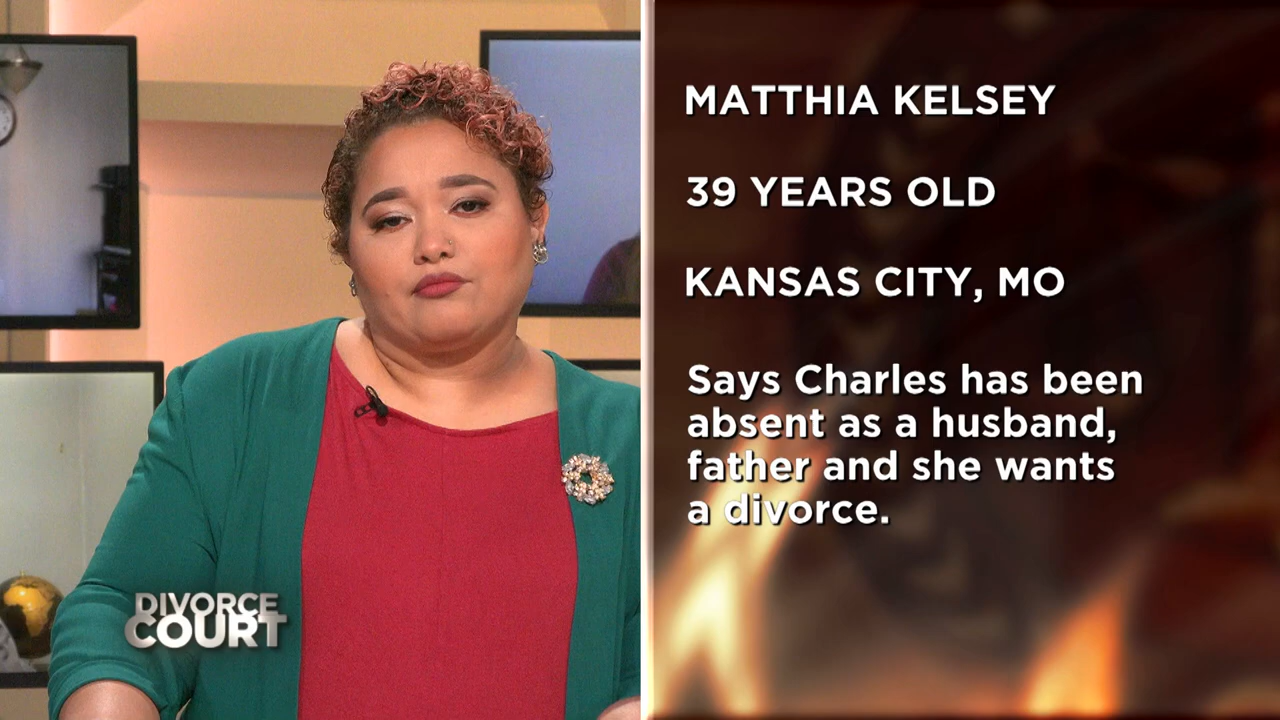 MATTHIA KELSEY
39 YEARS OLD
KANSAS CITY, MO
Says Charles has been
absent as a husband,
father and she wants
a divorce.
DIVORCE
COURT